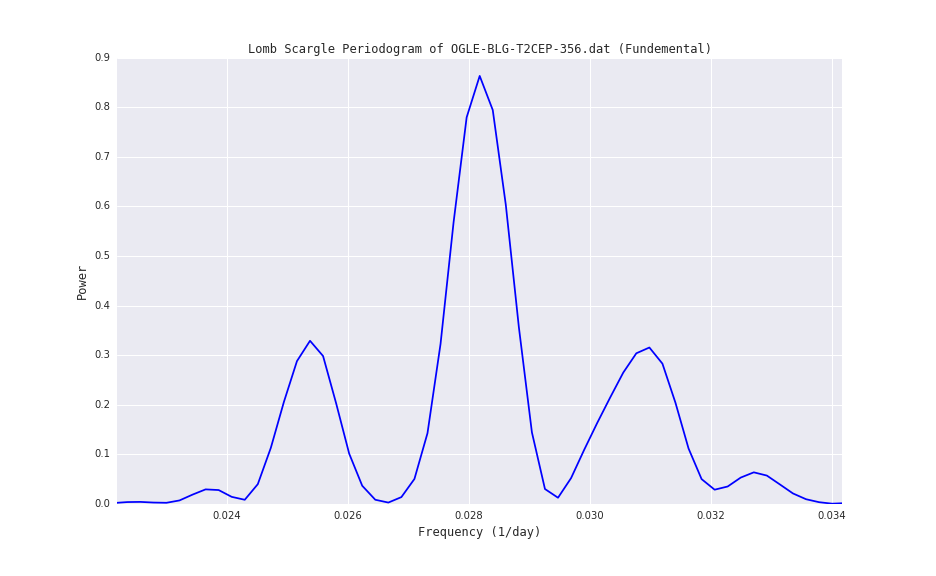 Lomb Scargle Periodogram of OGLE-BLG-T2CEP-356.dat (Fundemental)
0.9
0.8
0.7
0.6
0.5
0.4
0.3
0.2
0.1
0.0
Power
0.024 0.026 0.028 0.030 0.032 0.034
Frequency (1/day)